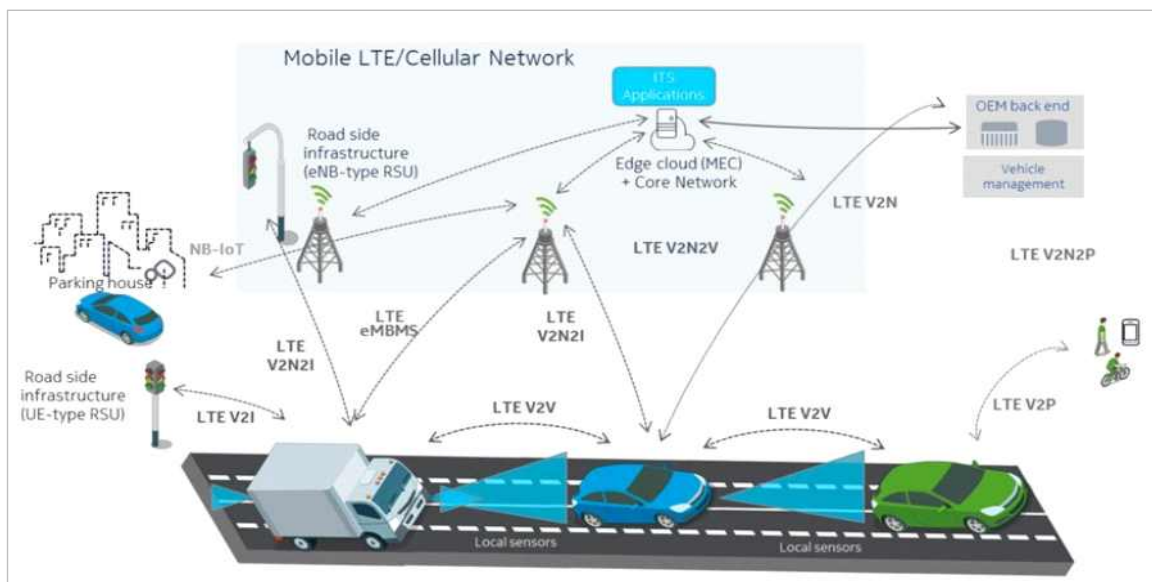 Mobile LTE/Cellular Network
ITS
Applications
OEM back end
Road side
infrastructure
(eNB-type RSU)
Edge cloud (MEC)
+ Core Network
Vehicle
management
LTE V2N
NB-IoT
LTE V2N2V
LTE V2N2P
Parking house
LTE
eMBMS
LTE
V2N2I
LTE
V2N2I
Road side
infrastructure
(UE-type RSU)
LTE V2I
LTE V2V
LTE V2V
LTE V2P
Local sensors
Local sensors